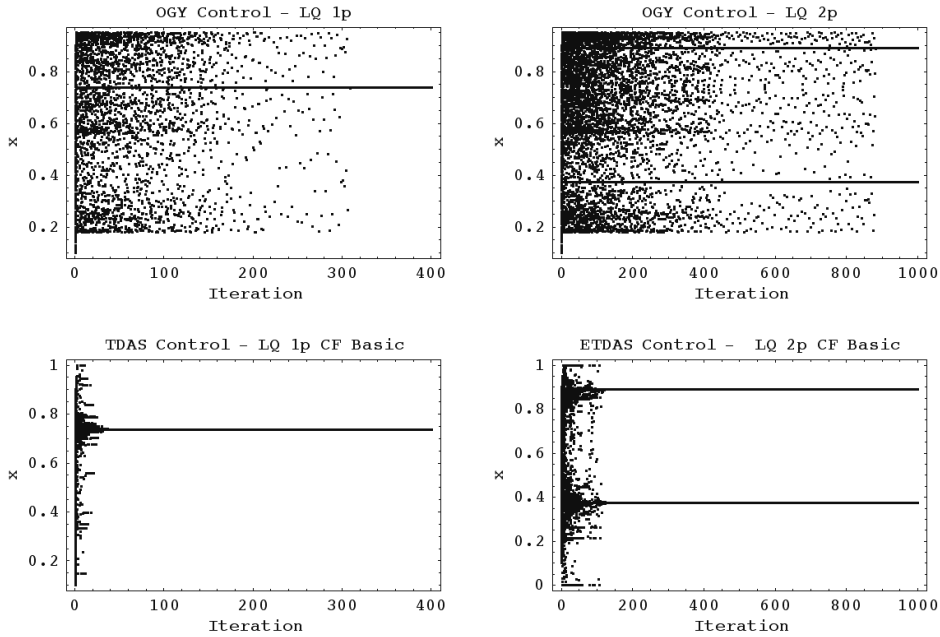 OGY Control - LQ 1p
x
0.8
0.6
0.4
0.2
0 100 200 300 400
Iteration
OGY Control - LQ 2p
x
0.8
0.6
0.4
0.2
0 200 400 600 800 1000
Iteration
TDAS Control - LQ 1p CF Basic
x
1
0.8
0.6
0.4
0.2
0 100 200 300 400
Iteration
ETDAS Control - LQ 2p CF Basic
x
1
0.8
0.6
0.4
0.2
0
0 200 400 600 800 1000
Iteration